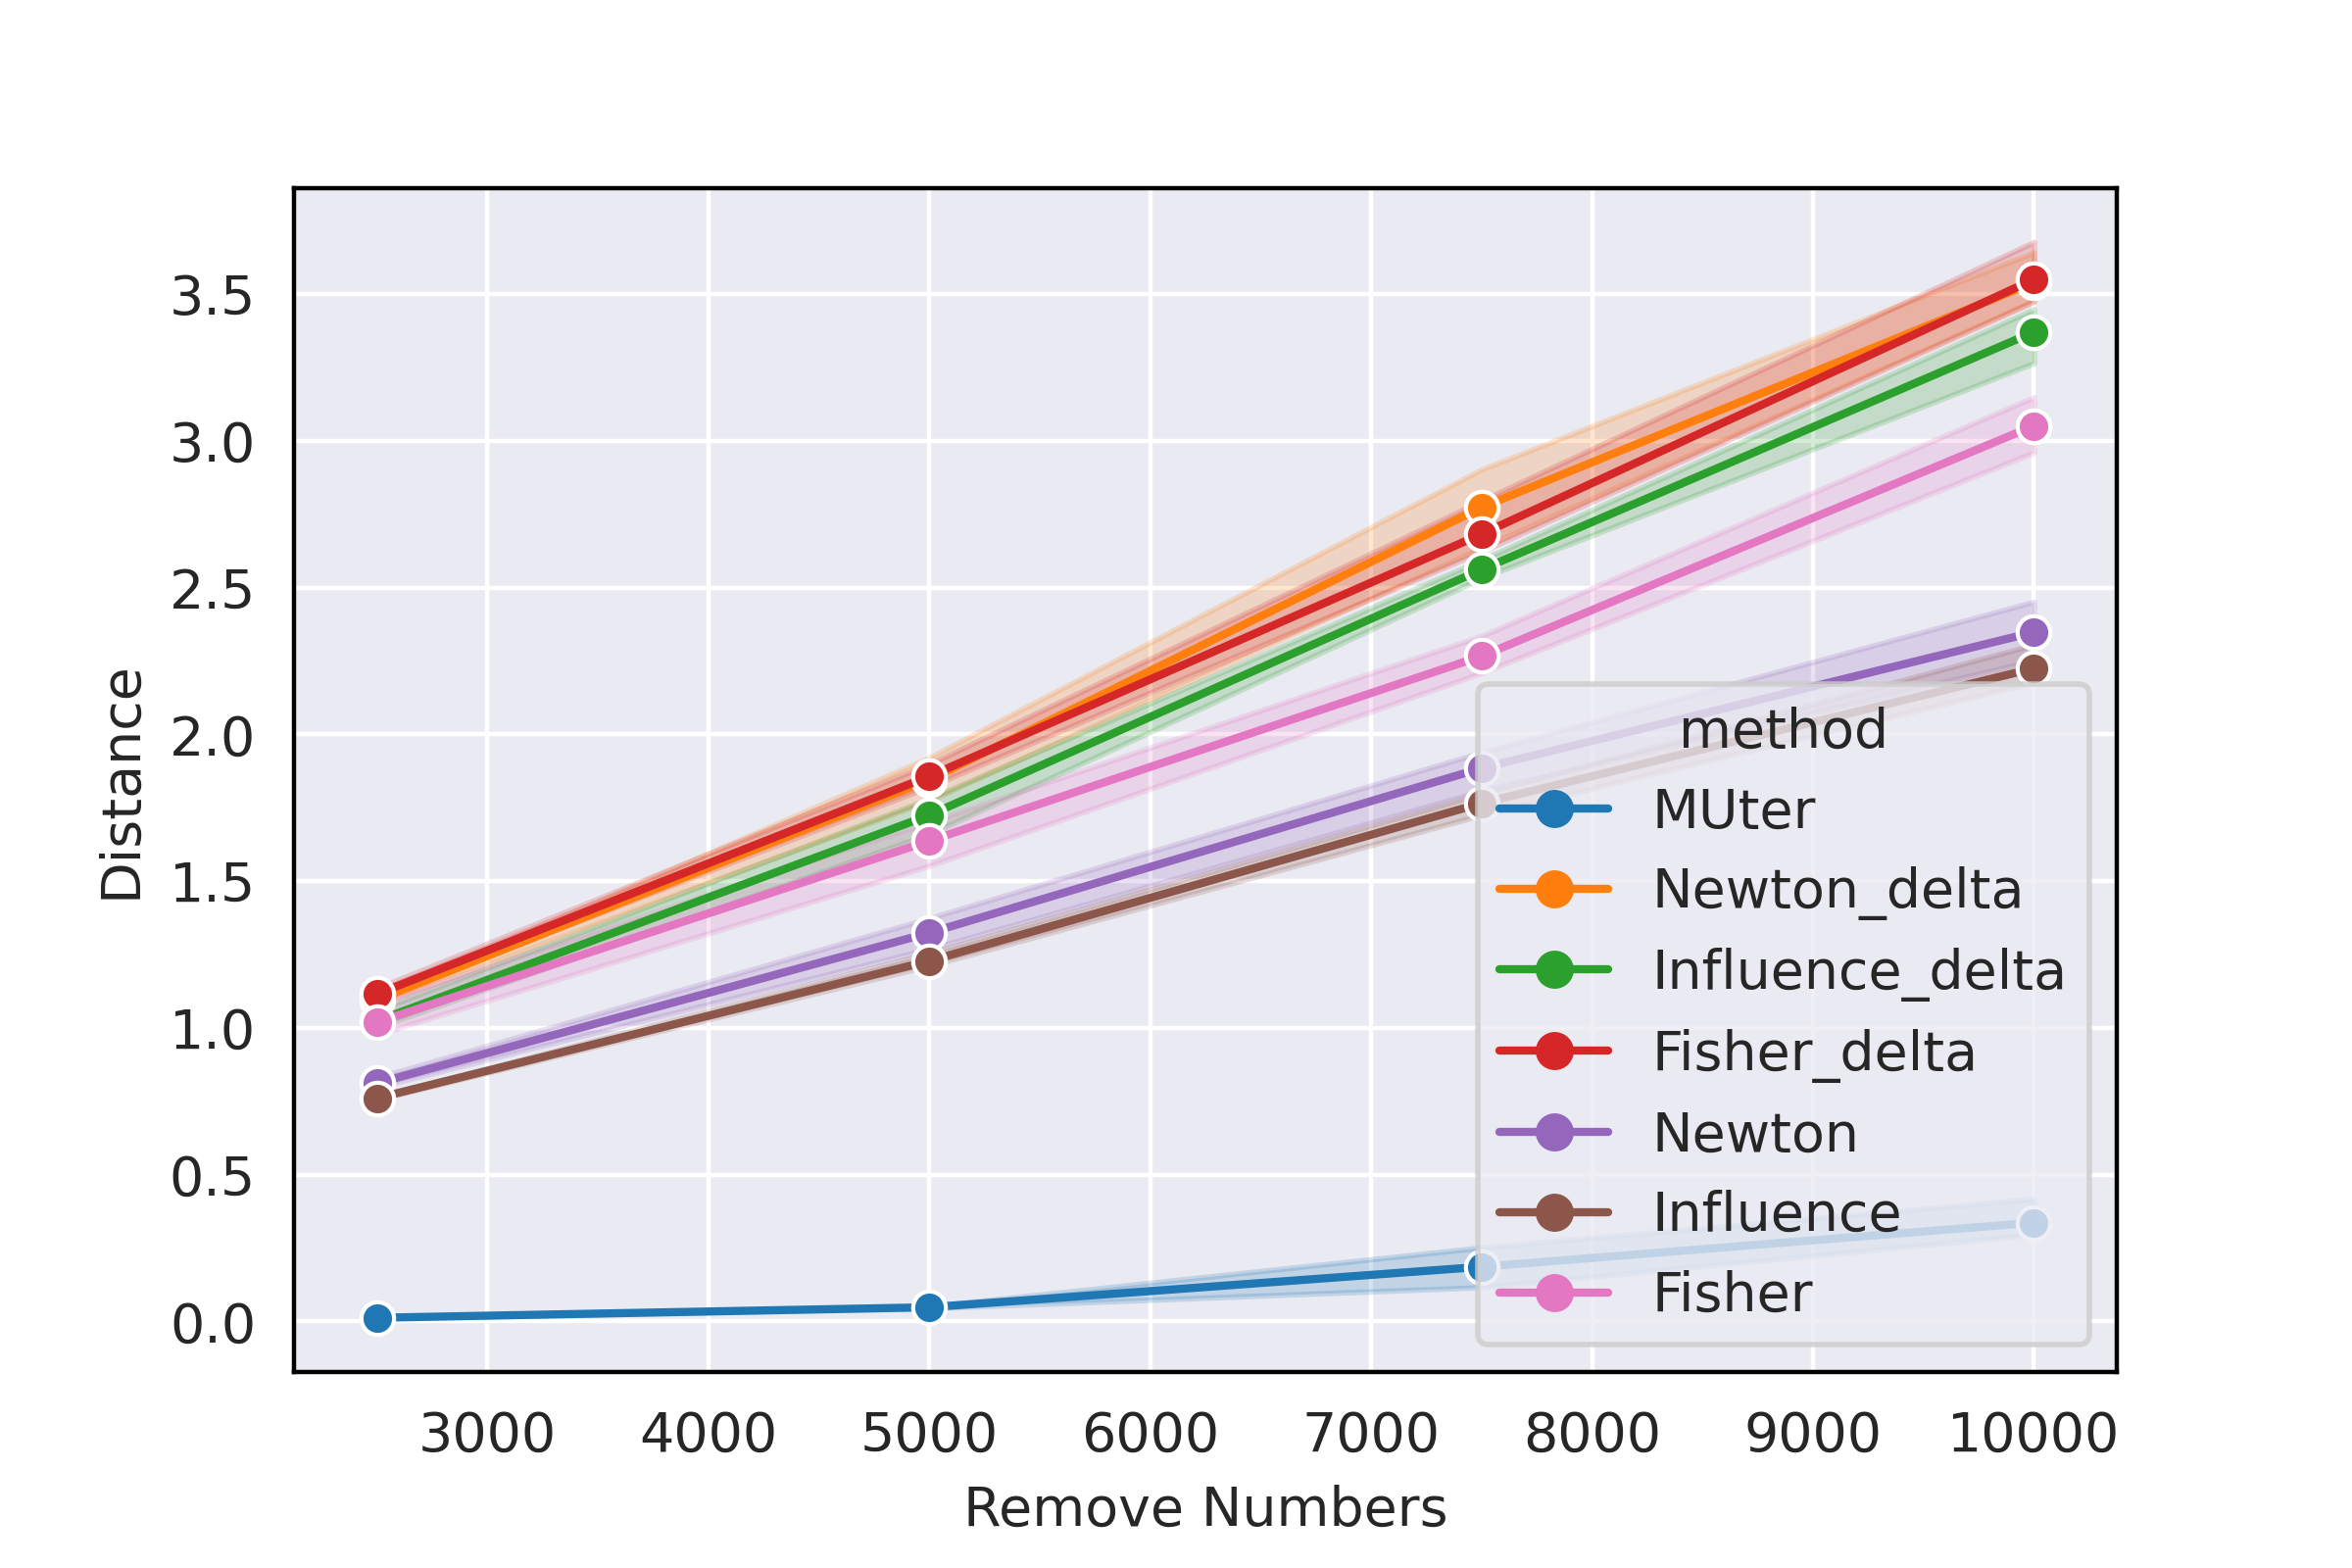 3.5
3.0
2.5
2.0
1.5
1.0
0.5
0.0
Distance
method
MUter
Newton_delta
Influence_delta
Fisher_delta
Newton
Influence
Fisher
3000 4000 5000 6000 7000 8000 9000 10000
Remove Numbers